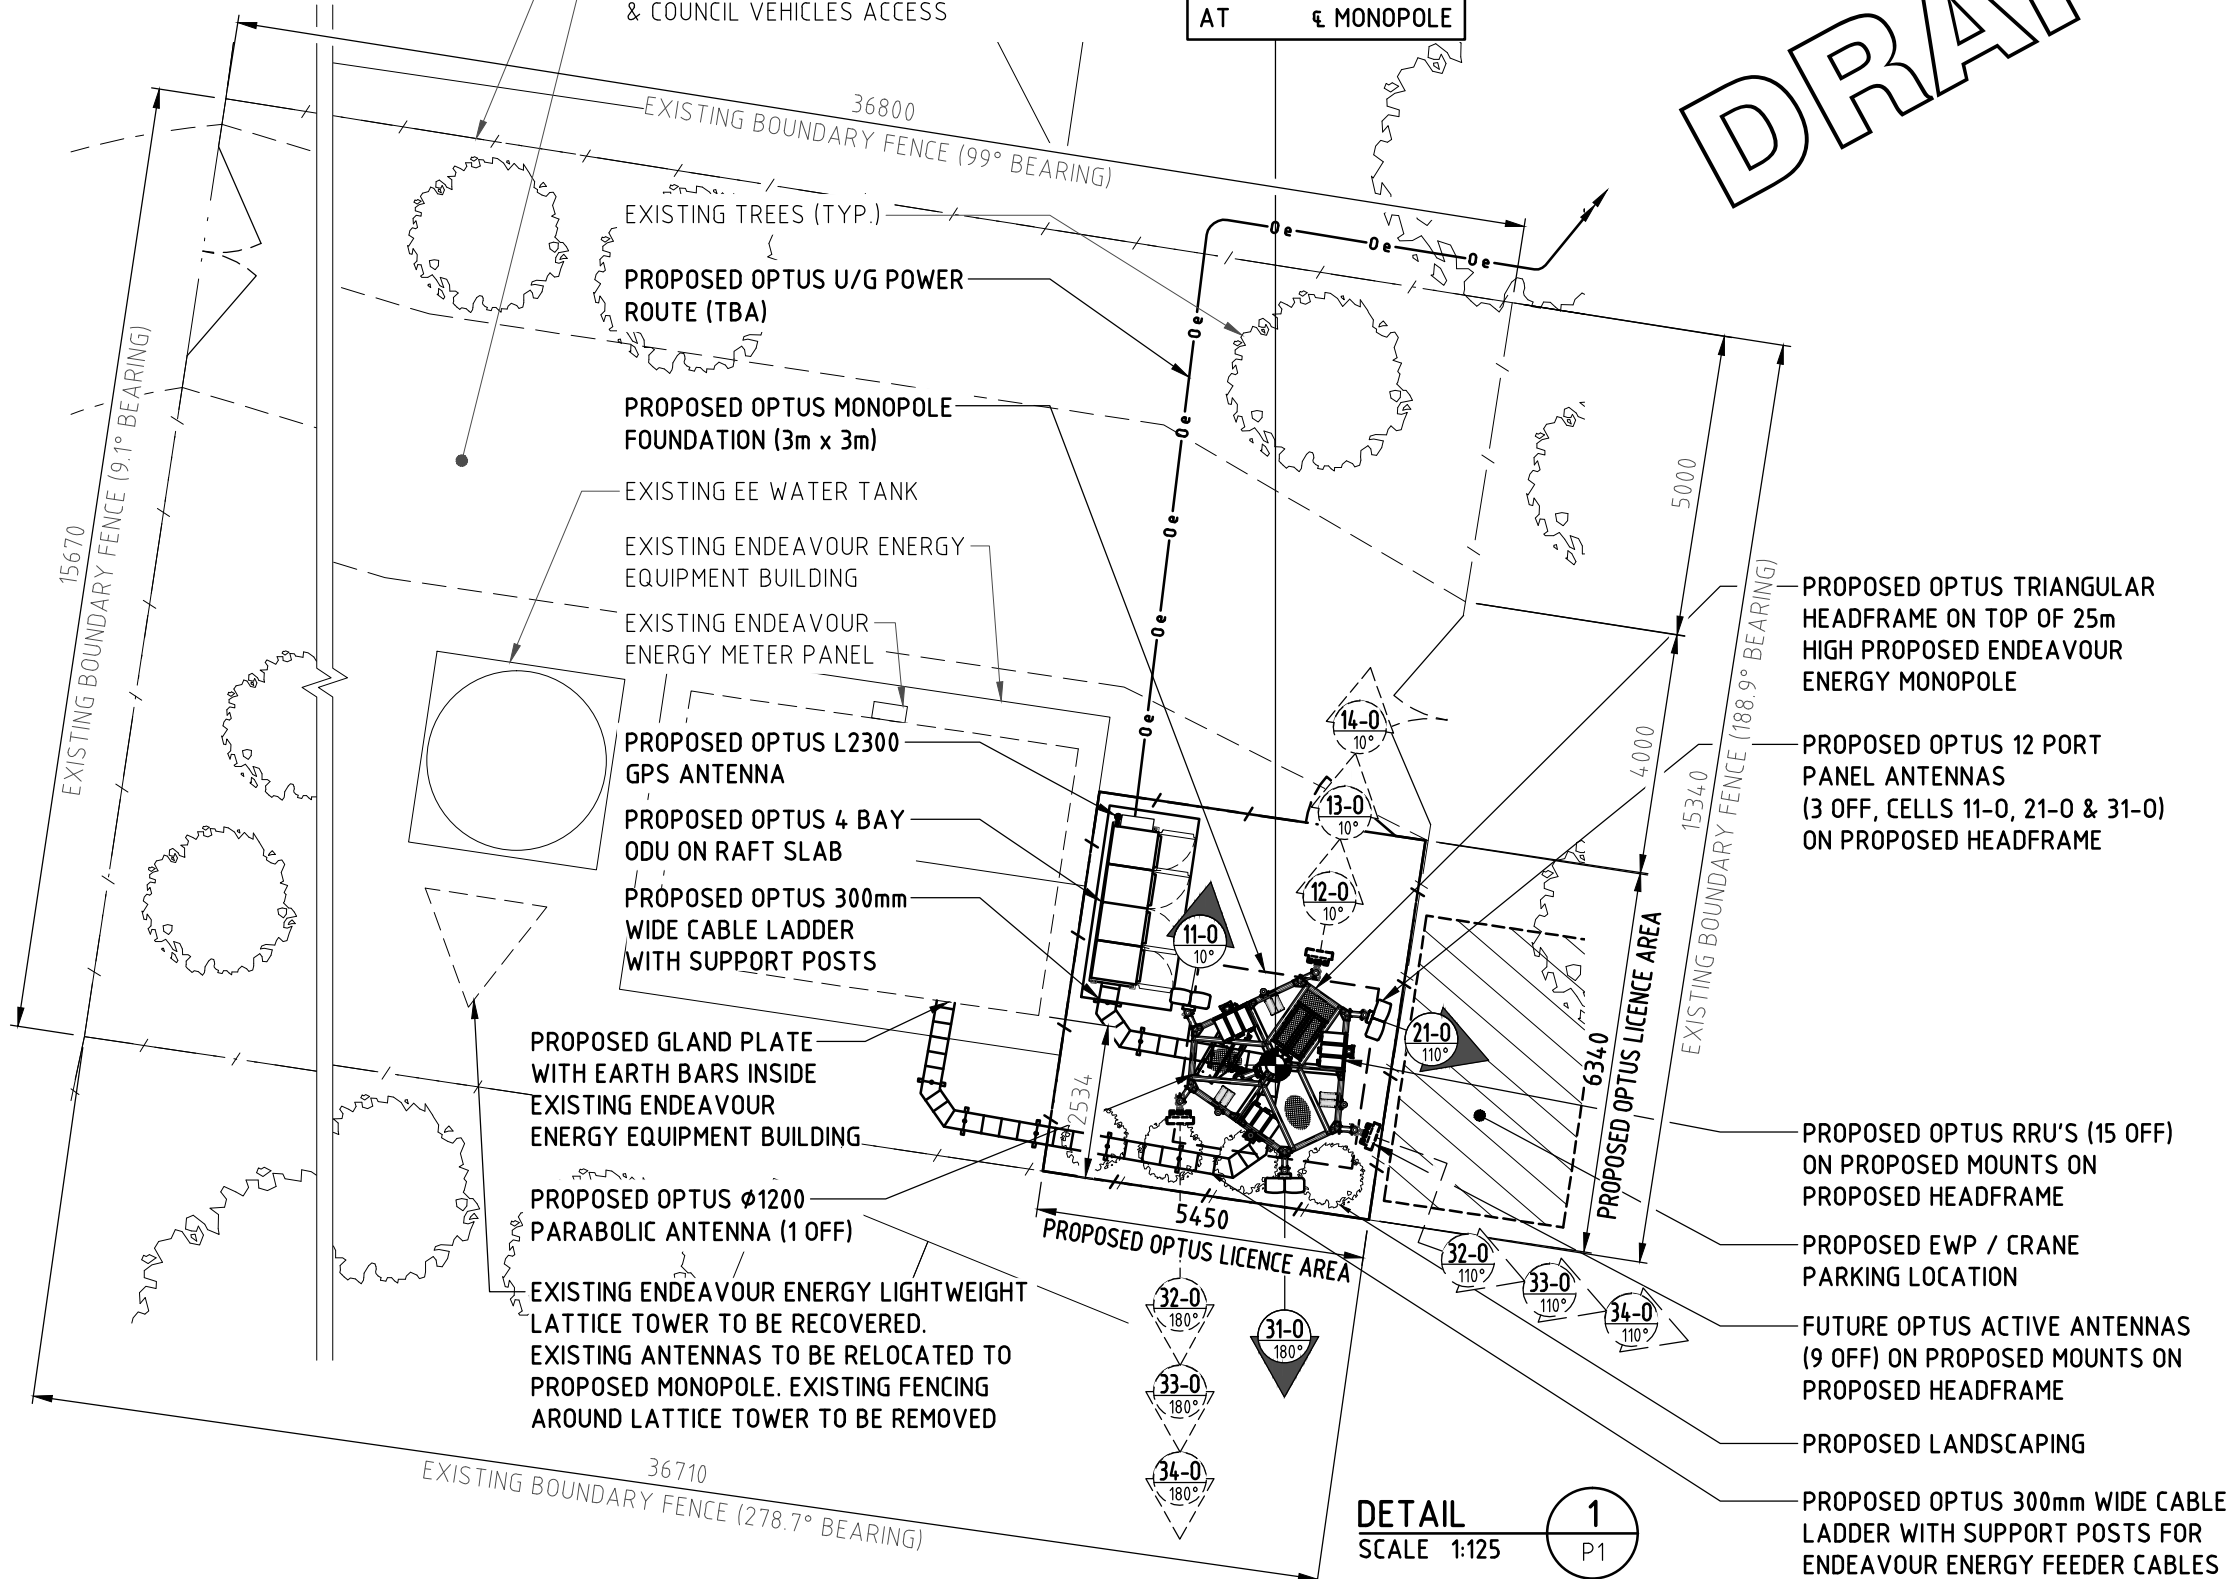 & COUNCIL VEHICLES ACCESS
AT ℄ MONOPOLE
36800
EXISTING BOUNDARY FENCE (99° BEARING)
EXISTING TREES (TYP.)
PROPOSED OPTUS U/G POWER
ROUTE (TBA)
PROPOSED OPTUS MONOPOLE
FOUNDATION (3m x 3m)
EXISTING EE WATER TANK
EXISTING ENDEAVOUR ENERGY
EQUIPMENT BUILDING
EXISTING ENDEAVOUR
ENERGY METER PANEL
PROPOSED OPTUS L2300
GPS ANTENNA
PROPOSED OPTUS 4 BAY
ODU ON RAFT SLAB
PROPOSED OPTUS 300mm
WIDE CABLE LADDER
WITH SUPPORT POSTS
PROPOSED GLAND PLATE
WITH EARTH BARS INSIDE
EXISTING ENDEAVOUR
ENERGY EQUIPMENT BUILDING
PROPOSED OPTUS Ø1200
PARABOLIC ANTENNA (1 OFF)
EXISTING ENDEAVOUR ENERGY LIGHTWEIGHT
LATTICE TOWER TO BE RECOVERED.
EXISTING ANTENNAS TO BE RELOCATED TO
PROPOSED MONOPOLE. EXISTING FENCING
AROUND LATTICE TOWER TO BE REMOVED
15670
EXISTING BOUNDARY FENCE (9.1° BEARING)
36710
EXISTING BOUNDARY FENCE (278.7° BEARING)
0e
0e
0e
0e
0e
0e
0e
0e
14-0
10°
13-0
10°
12-0
10°
11-0
10°
21-0
110°
2534
5450
PROPOSED OPTUS LICENCE AREA
32-0
180°
33-0
180°
34-0
180°
31-0
180°
32-0
110°
33-0
110°
34-0
110°
5000
4000
6340
PROPOSED OPTUS LICENCE AREA
15340
EXISTING BOUNDARY FENCE (188.9° BEARING)
PROPOSED OPTUS TRIANGULAR
HEADFRAME ON TOP OF 25m
HIGH PROPOSED ENDEAVOUR
ENERGY MONOPOLE
PROPOSED OPTUS 12 PORT
PANEL ANTENNAS
(3 OFF, CELLS 11-0, 21-0 & 31-0)
ON PROPOSED HEADFRAME
PROPOSED OPTUS RRU'S (15 OFF)
ON PROPOSED MOUNTS ON
PROPOSED HEADFRAME
PROPOSED EWP / CRANE
PARKING LOCATION
FUTURE OPTUS ACTIVE ANTENNAS
(9 OFF) ON PROPOSED MOUNTS ON
PROPOSED HEADFRAME
PROPOSED LANDSCAPING
PROPOSED OPTUS 300mm WIDE CABLE
LADDER WITH SUPPORT POSTS FOR
ENDEAVOUR ENERGY FEEDER CABLES
DETAIL
SCALE 1:125
1
P1